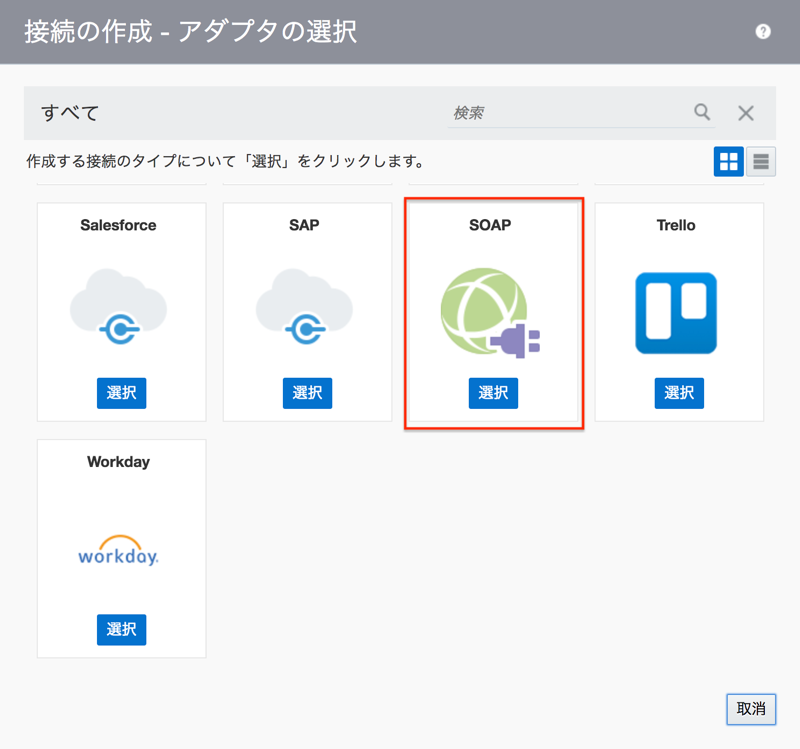 接続の作成 - アダプタの選択
?
すべて
検索
作成する接続のタイプについて「選択」をクリックします。
Salesforce
SAP
SOAP
Trello
選択
選択
選択
選択
Workday
workday.
選択
取消